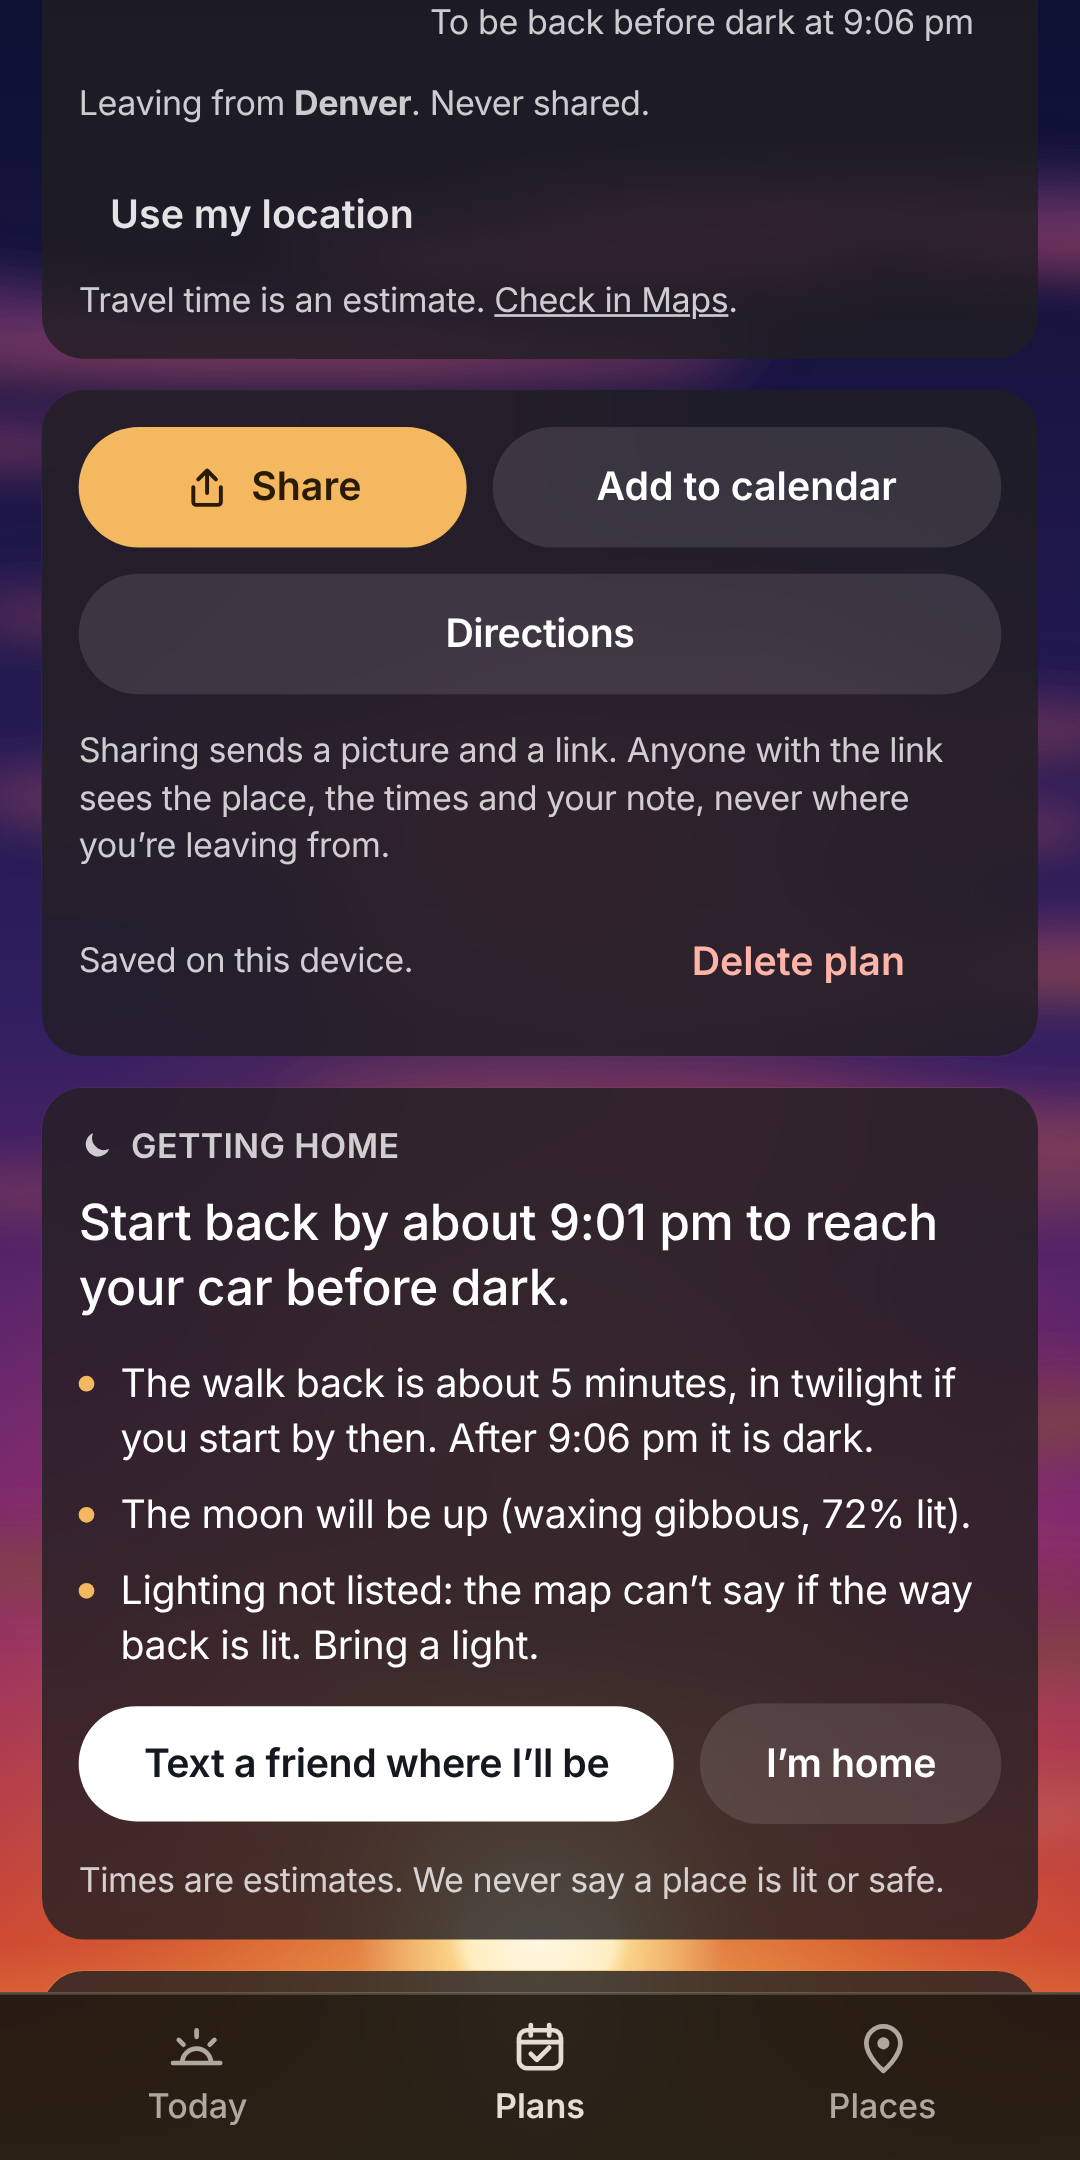 To be back before dark at 9:06 pm
Leaving from Denver. Never shared.
Use my location
Travel time is an estimate. Check in Maps.
Share
Add to calendar
Directions
Sharing sends a picture and a link. Anyone with the link
sees the place, the times and your note, never where
you’re leaving from.
Saved on this device.
Delete plan
GETTING HOME
Start back by about 9:01 pm to reach
your car before dark.
The walk back is about 5 minutes, in twilight if
you start by then. After 9:06 pm it is dark.
The moon will be up (waxing gibbous, 72% lit).
Lighting not listed: the map can’t say if the way
back is lit. Bring a light.
Text a friend where I’ll be
I’m home
Times are estimates. We never say a place is lit or safe.
Today
Plans
Places